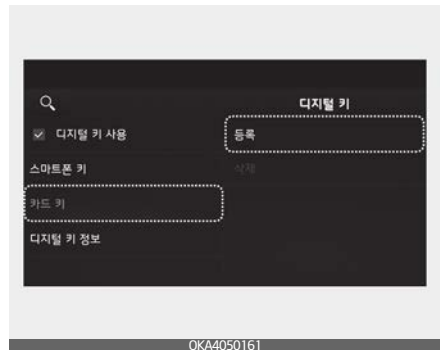 디지털 키
디지털 키 사용
등록
스마트폰 키
삭제
카드 키
디지털 키 정보
OKA4050161